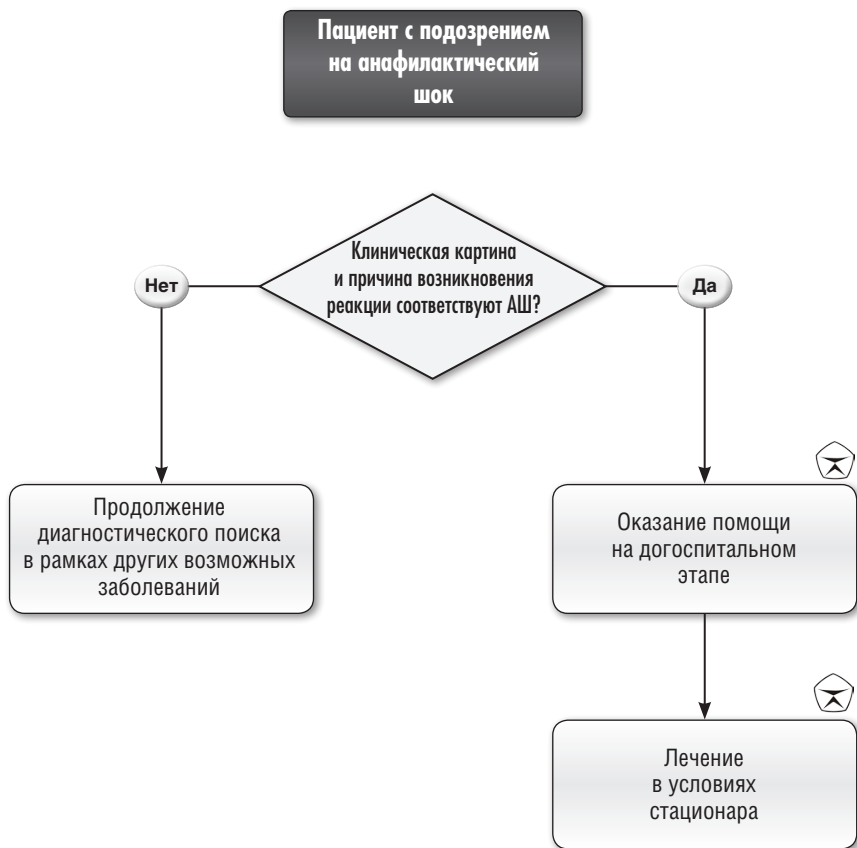 Пациент с подозрением
на анафилактический
шок
Клиническая картина
и причина возникновения
реакции соответствуют АШ?
Нет
Да
Продолжение
диагностического поиска
в рамках других возможных
заболеваний
Оказание помощи
на догоспитальном
этапе
Лечение
в условиях
стационара